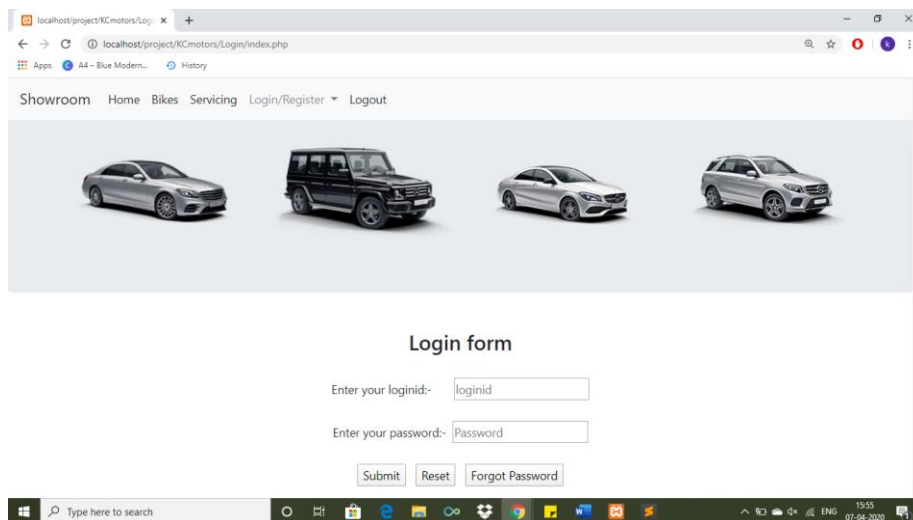 localhost/project/KCmotors/Logi
localhost/project/KCmotors/Login/index.php
k
Apps A4 – Blue Modern... History
Showroom Home Bikes Servicing Login/Register Logout
Login form
Enter your loginid:- loginid
Enter your password:- Password
Submit Reset Forgot Password
Type here to search
ENG 15:55
07-04-2020